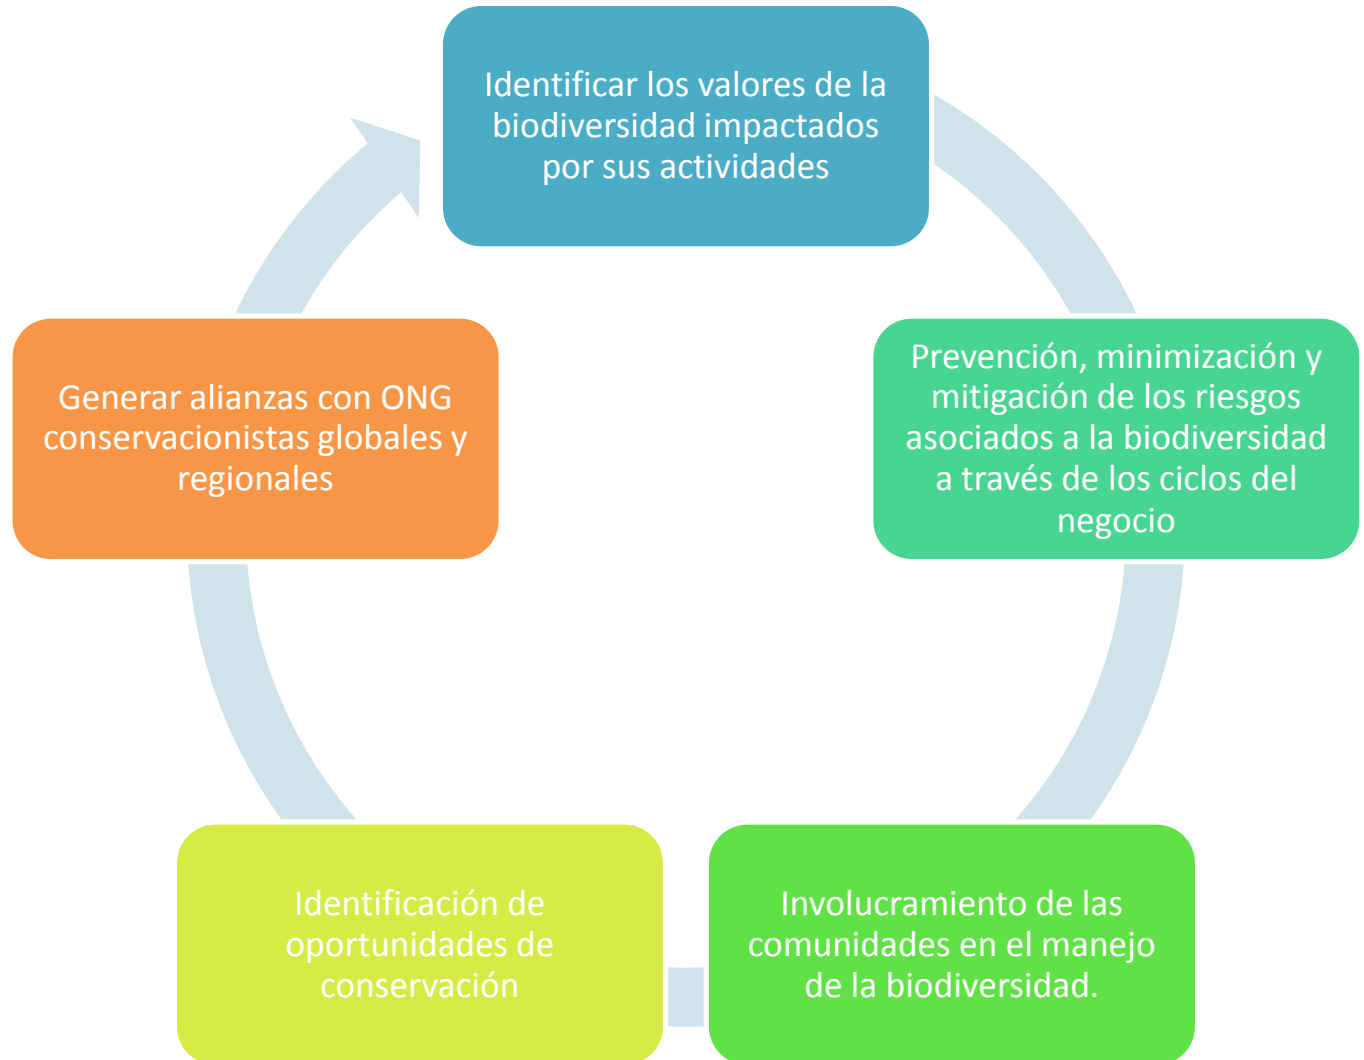 Identificar los valores de la
biodiversidad impactados
por sus actividades
Prevención, minimización y
mitigación de los riesgos
asociados a la biodiversidad
a través de los ciclos del
negocio
Involucramiento de las
comunidades en el manejo
de la biodiversidad.
Identificación de
oportunidades de
conservación
Generar alianzas con ONG
conservacionistas globales y
regionales